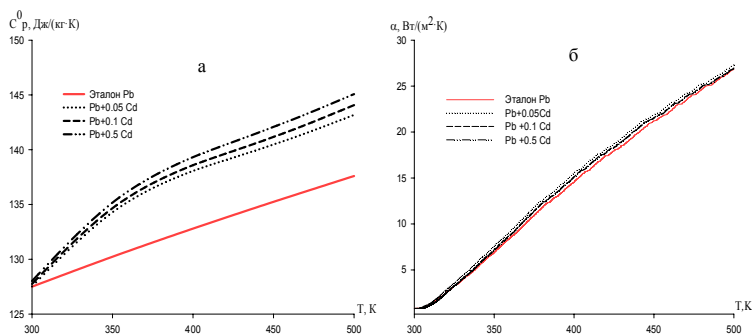 C⁰р, Дж/(кг·К)
150
145
140
135
130
125
300
350
400
450
500
T, K
а
Эталон Pb
Pb+0.05 Cd
Pb+0.1 Cd
Pb+0.5 Cd
α, Вт/(м²·К)
30
25
20
15
10
5
300
350
400
450
500
T,K
б
Эталон Pb
Pb+0.05Cd
Pb +0.1 Cd
Pb +0.5 Cd